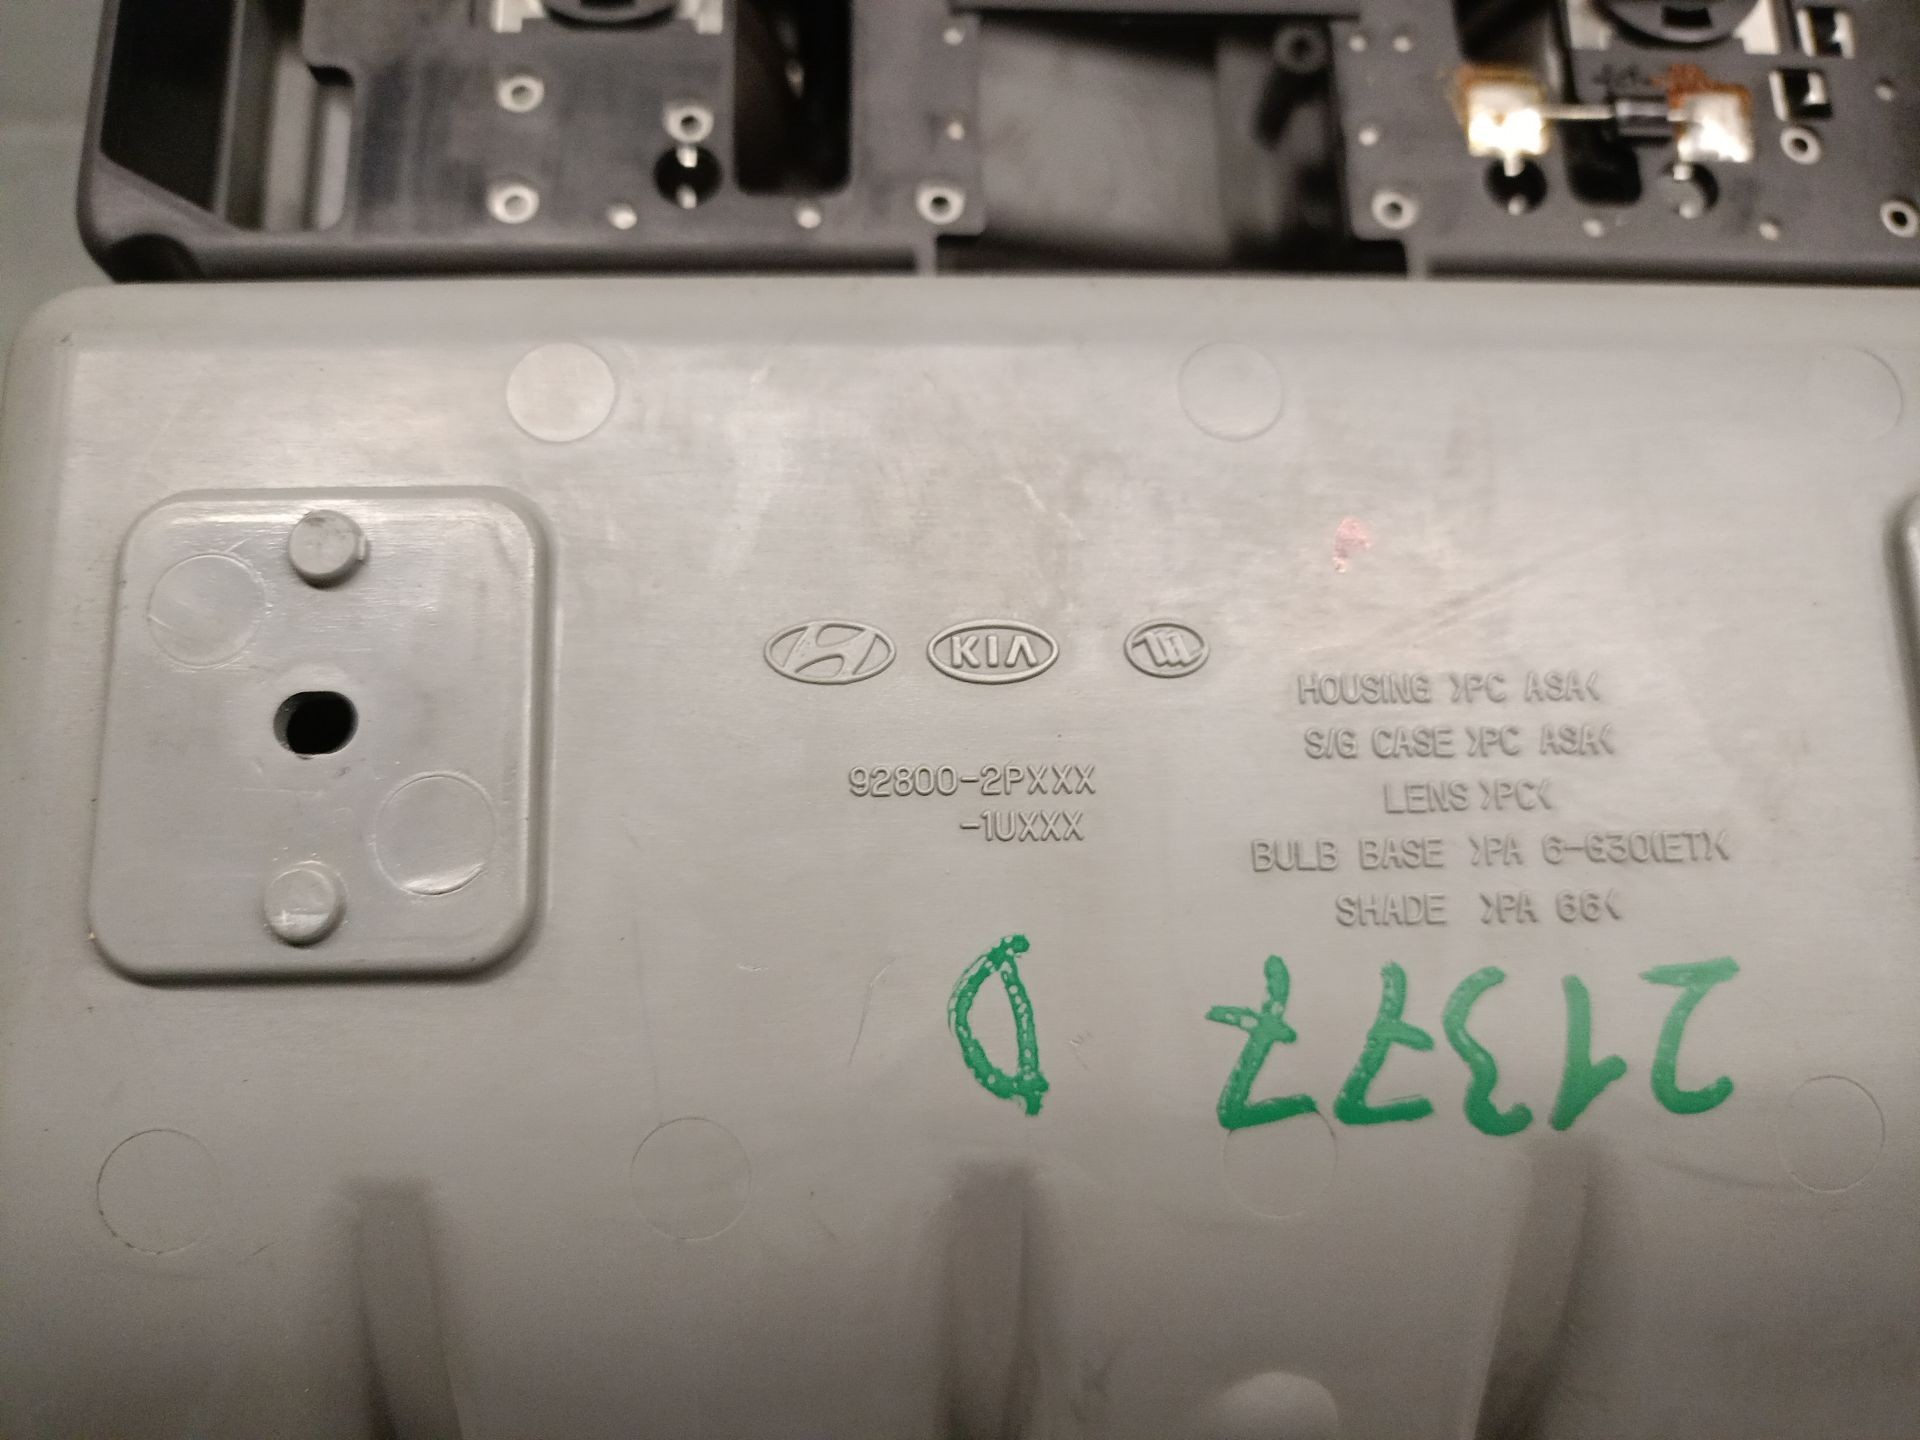 KIA
92800-2PXXX
-1UXXX
HOUSING >PC ASA<
S/G CASE >PC ASA<
LENS >PC<
BULB BASE >PA 6-G30(ET)<
SHADE >PA 66<
21377 D
K